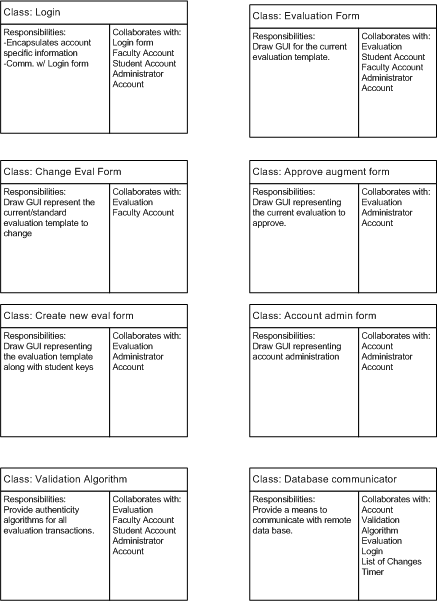 Class: Login
Responsibilities:
-Encapsulates account
specific information
-Comm. w/ Login form
Collaborates with:
Login form
Faculty Account
Student Account
Administrator
Account
Class: Evaluation Form
Responsibilities:
Draw GUI for the current
evaluation template.
Collaborates with:
Evaluation
Student Account
Faculty Account
Administrator
Account
Class: Change Eval Form
Responsibilities:
Draw GUI represent the
current/standard
evaluation template to
change
Collaborates with:
Evaluation
Faculty Account
Class: Approve augment form
Responsibilities:
Draw GUI representing
the current evaluation to
approve.
Collaborates with:
Evaluation
Administrator
Account
Class: Create new eval form
Responsibilities:
Draw GUI representing
the evaluation template
along with student keys
Collaborates with:
Evaluation
Administrator
Account
Class: Account admin form
Responsibilities:
Draw GUI representing
account administration
Collaborates with:
Account
Administrator
Account
Class: Validation Algorithm
Responsibilities:
Provide authenticity
algorithms for all
evaluation transactions.
Collaborates with:
Evaluation
Faculty Account
Student Account
Administrator
Account
Class: Database communicator
Responsibilities:
Provide a means to
communicate with remote
data base.
Collaborates with:
Account
Validation
Algorithm
Evaluation
Login
List of Changes
Timer